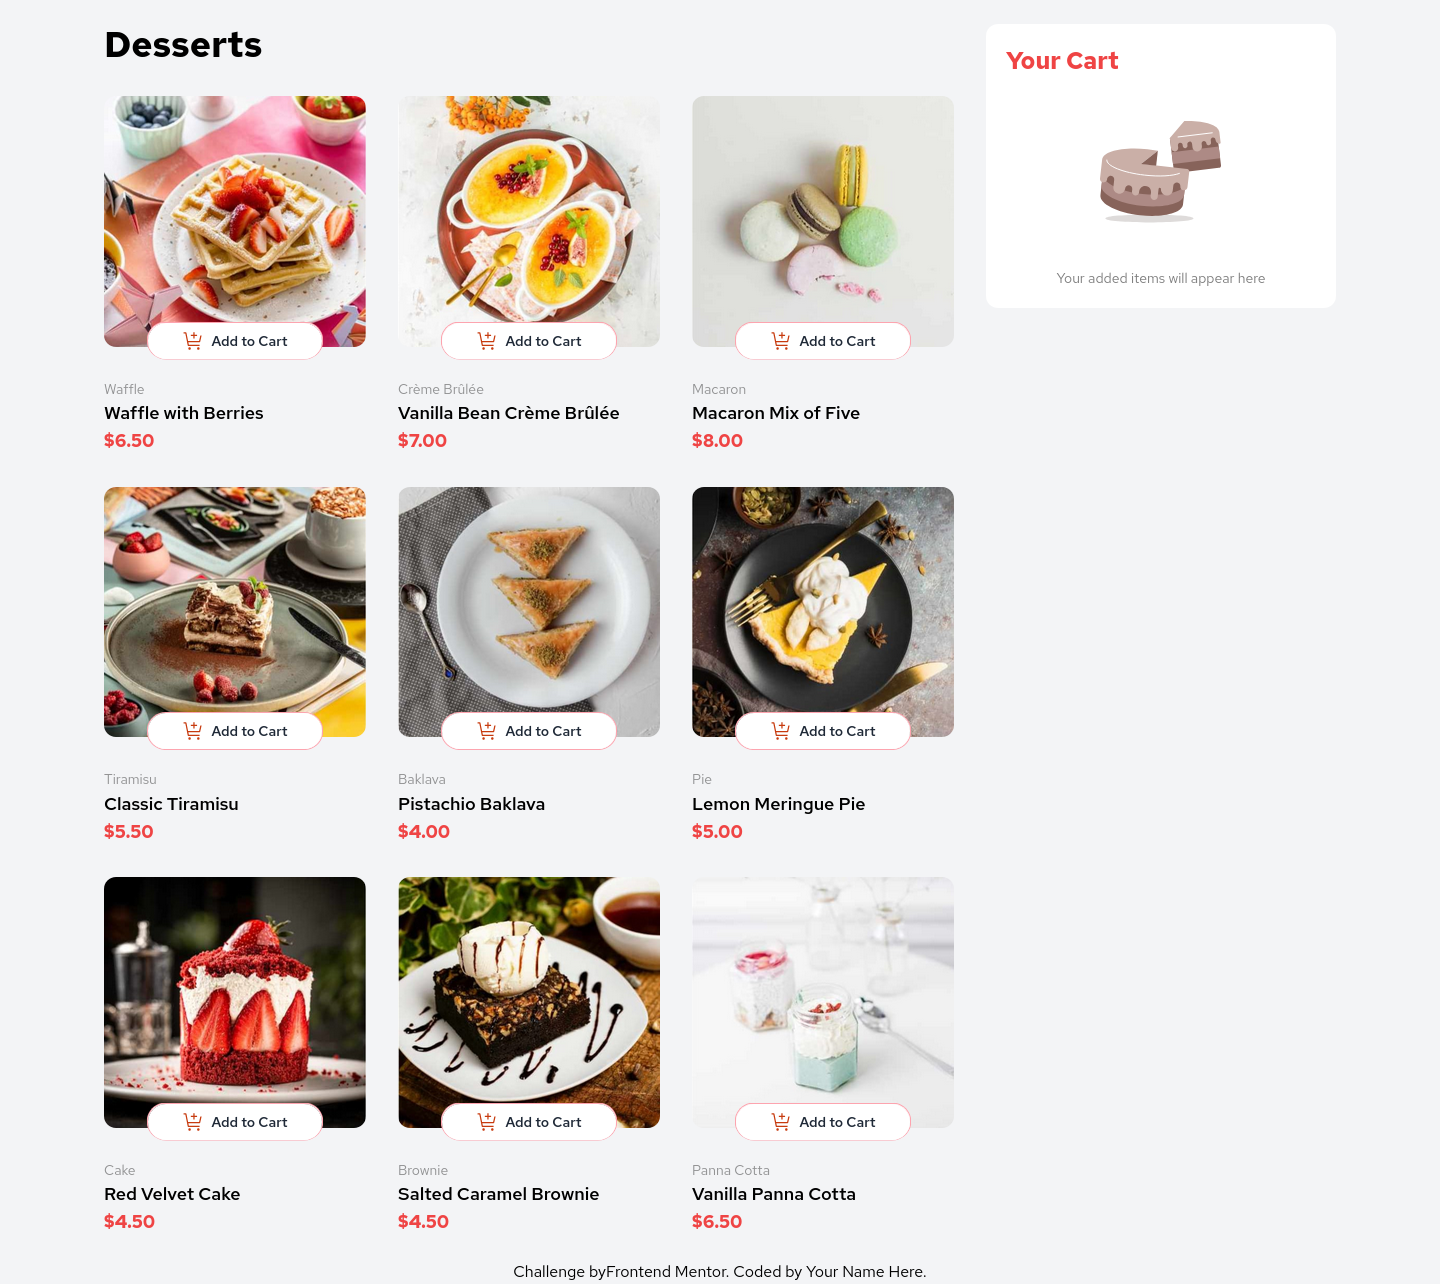 Desserts
Add to Cart
Waffle
Waffle with Berries
$6.50
Add to Cart
Crème Brûlée
Vanilla Bean Crème Brûlée
$7.00
Add to Cart
Macaron
Macaron Mix of Five
$8.00
Add to Cart
Tiramisu
Classic Tiramisu
$5.50
Add to Cart
Baklava
Pistachio Baklava
$4.00
Add to Cart
Pie
Lemon Meringue Pie
$5.00
Add to Cart
Cake
Red Velvet Cake
$4.50
Add to Cart
Brownie
Salted Caramel Brownie
$4.50
Add to Cart
Panna Cotta
Vanilla Panna Cotta
$6.50
Your Cart
Your added items will appear here
Challenge byFrontend Mentor. Coded by Your Name Here.